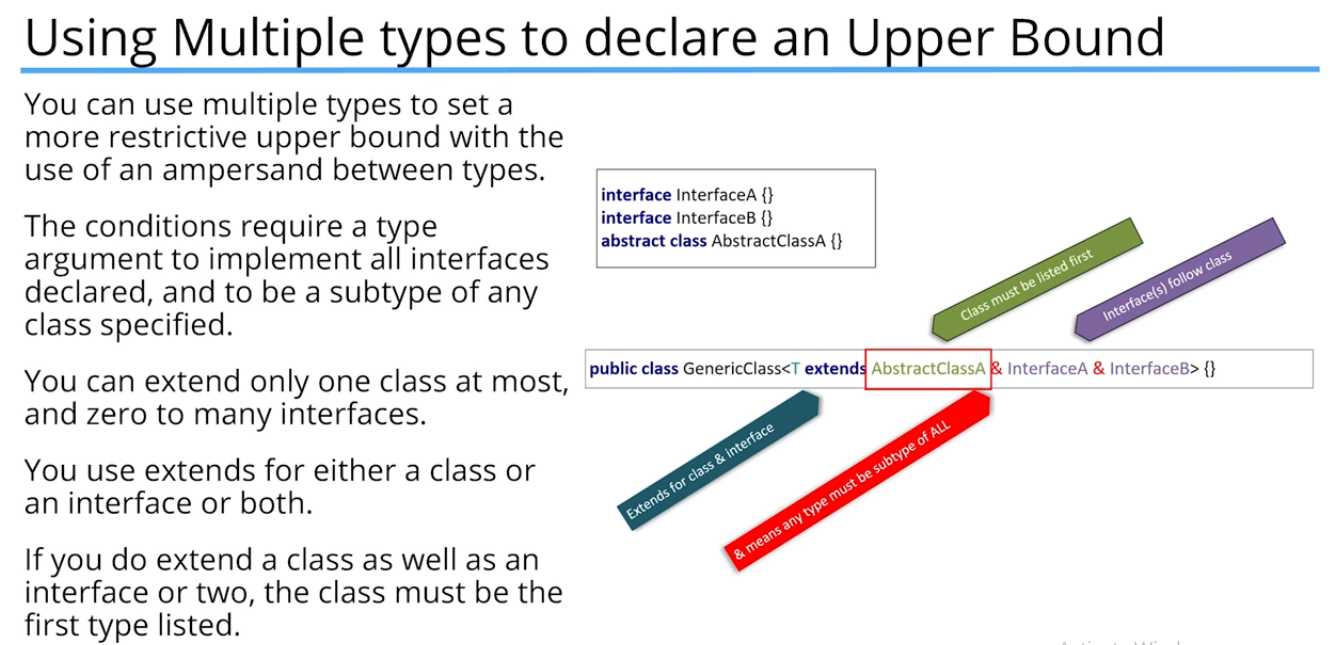 Using Multiple types to declare an Upper Bound
You can use multiple types to set a
more restrictive upper bound with the
use of an ampersand between types.
The conditions require a type
argument to implement all interfaces
declared, and to be a subtype of any
class specified.
You can extend only one class at most,
and zero to many interfaces.
You use extends for either a class or
an interface or both.
If you do extend a class as well as an
interface or two, the class must be the
first type listed.
interface InterfaceA {}
interface InterfaceB {}
abstract class AbstractClassA {}
Class must be listed first
Interface(s) follow class
public class GenericClass<T extends AbstractClassA & InterfaceA & InterfaceB> {}
Extends for class & interface
& means any type must be subtype of ALL